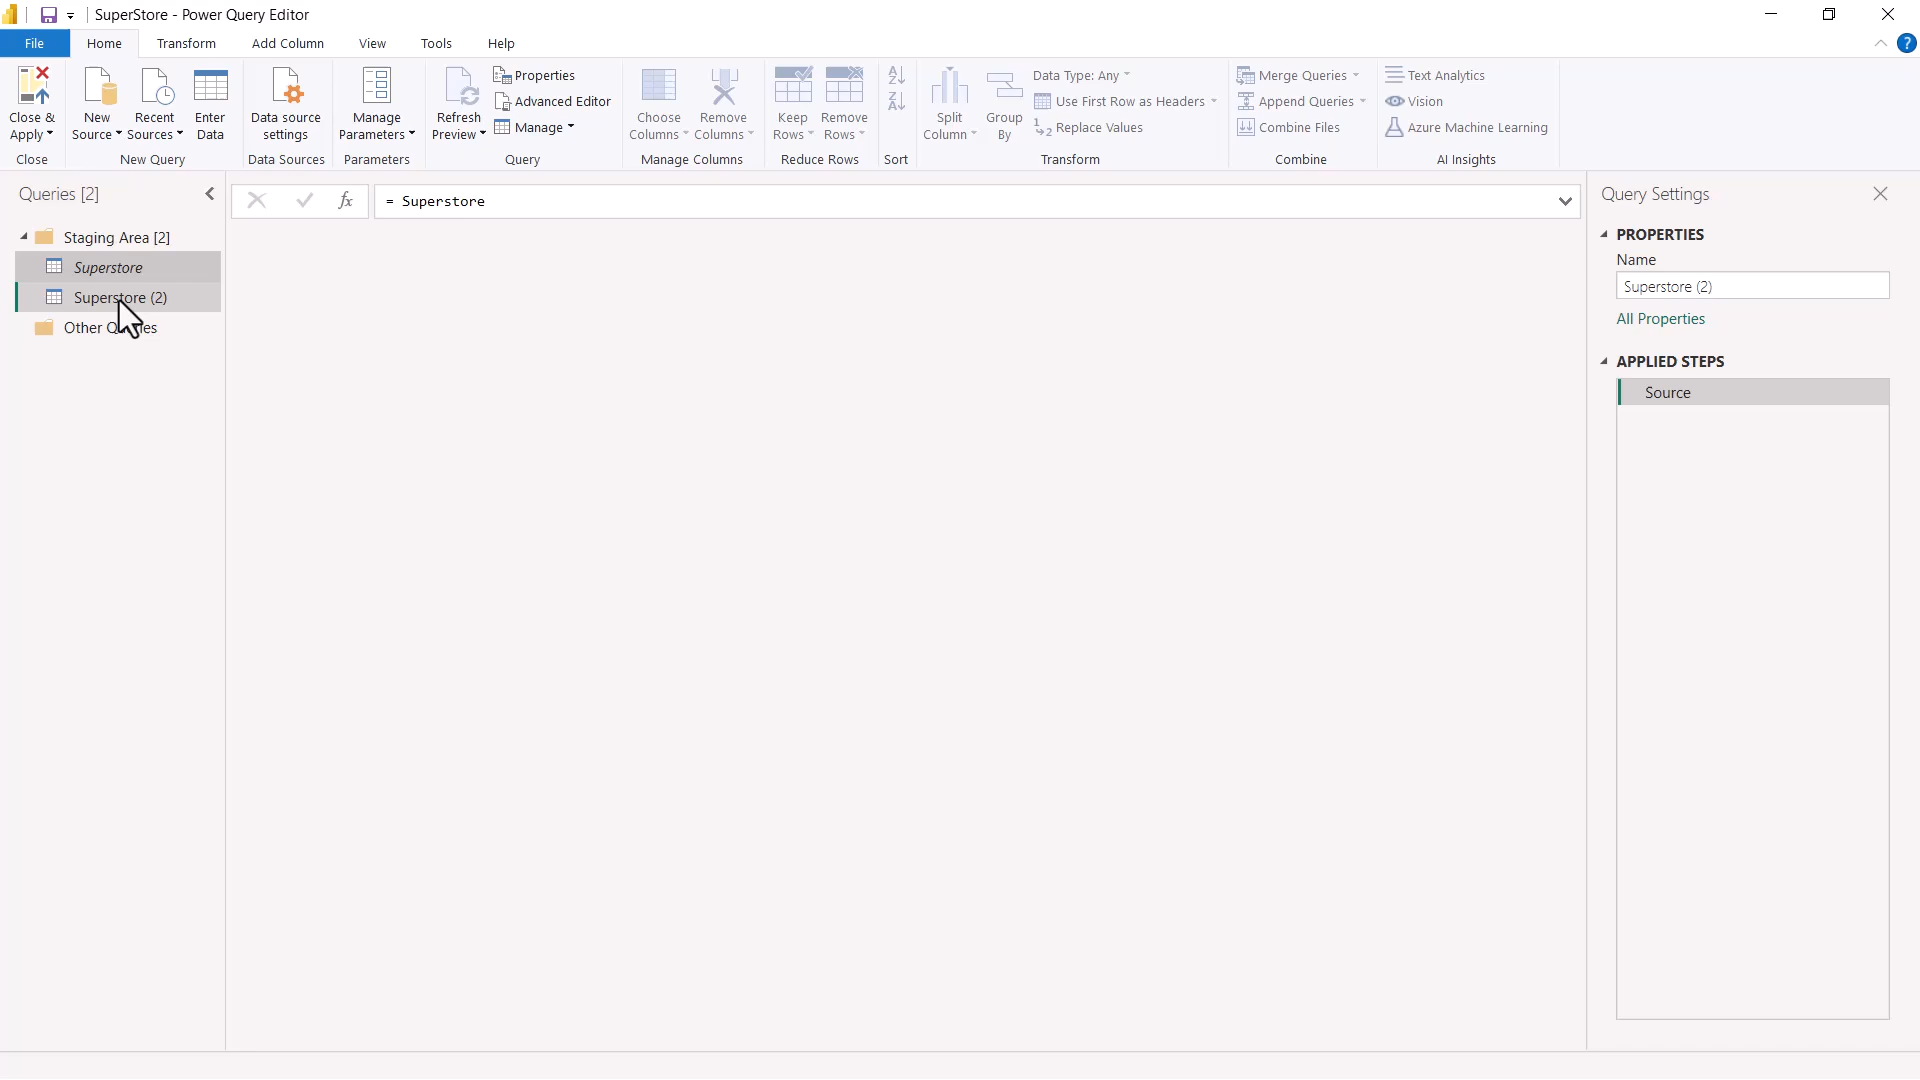 SuperStore - Power Query Editor
File Home Transform Add Column View Tools Help
Close & Apply
Close
New Source
Recent Sources
Enter Data
New Query
Data source settings
Data Sources
Manage Parameters
Parameters
Refresh Preview
Properties
Advanced Editor
Manage
Query
Choose Columns
Remove Columns
Manage Columns
Keep Rows
Remove Rows
Reduce Rows
A Z
Z A
Sort
Split Column
Group By
Data Type: Any
Use First Row as Headers
1 2 Replace Values
Transform
Merge Queries
Append Queries
Combine Files
Combine
Text Analytics
Vision
Azure Machine Learning
AI Insights
?
Queries [2]
Staging Area [2]
Superstore
Superstore (2)
Other Queries
fx = Superstore
Query Settings
PROPERTIES
Name
Superstore (2)
All Properties
APPLIED STEPS
Source